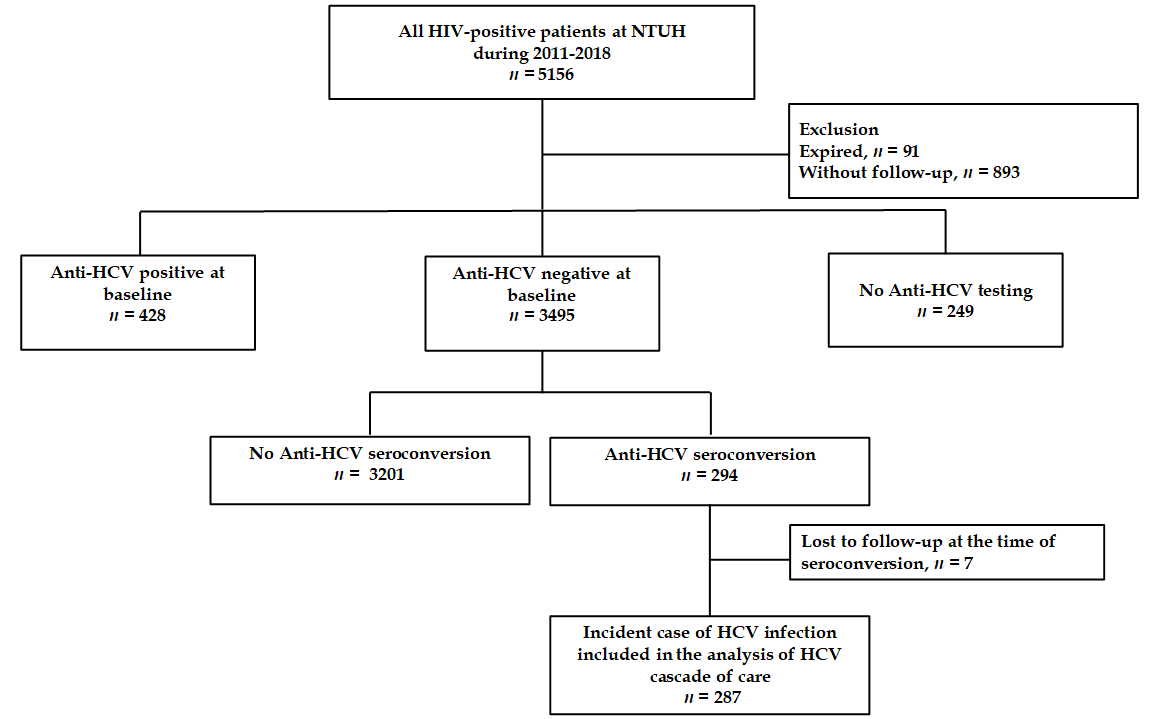 All HIV-positive patients at NTUH
during 2011-2018
n = 5156
Exclusion
Expired, n = 91
Without follow-up, n = 893
Anti-HCV positive at
baseline
n = 428
Anti-HCV negative at
baseline
n = 3495
No Anti-HCV testing
n = 249
No Anti-HCV seroconversion
n = 3201
Anti-HCV seroconversion
n = 294
Lost to follow-up at the time of
seroconversion, n = 7
Incident case of HCV infection
included in the analysis of HCV
cascade of care
n = 287